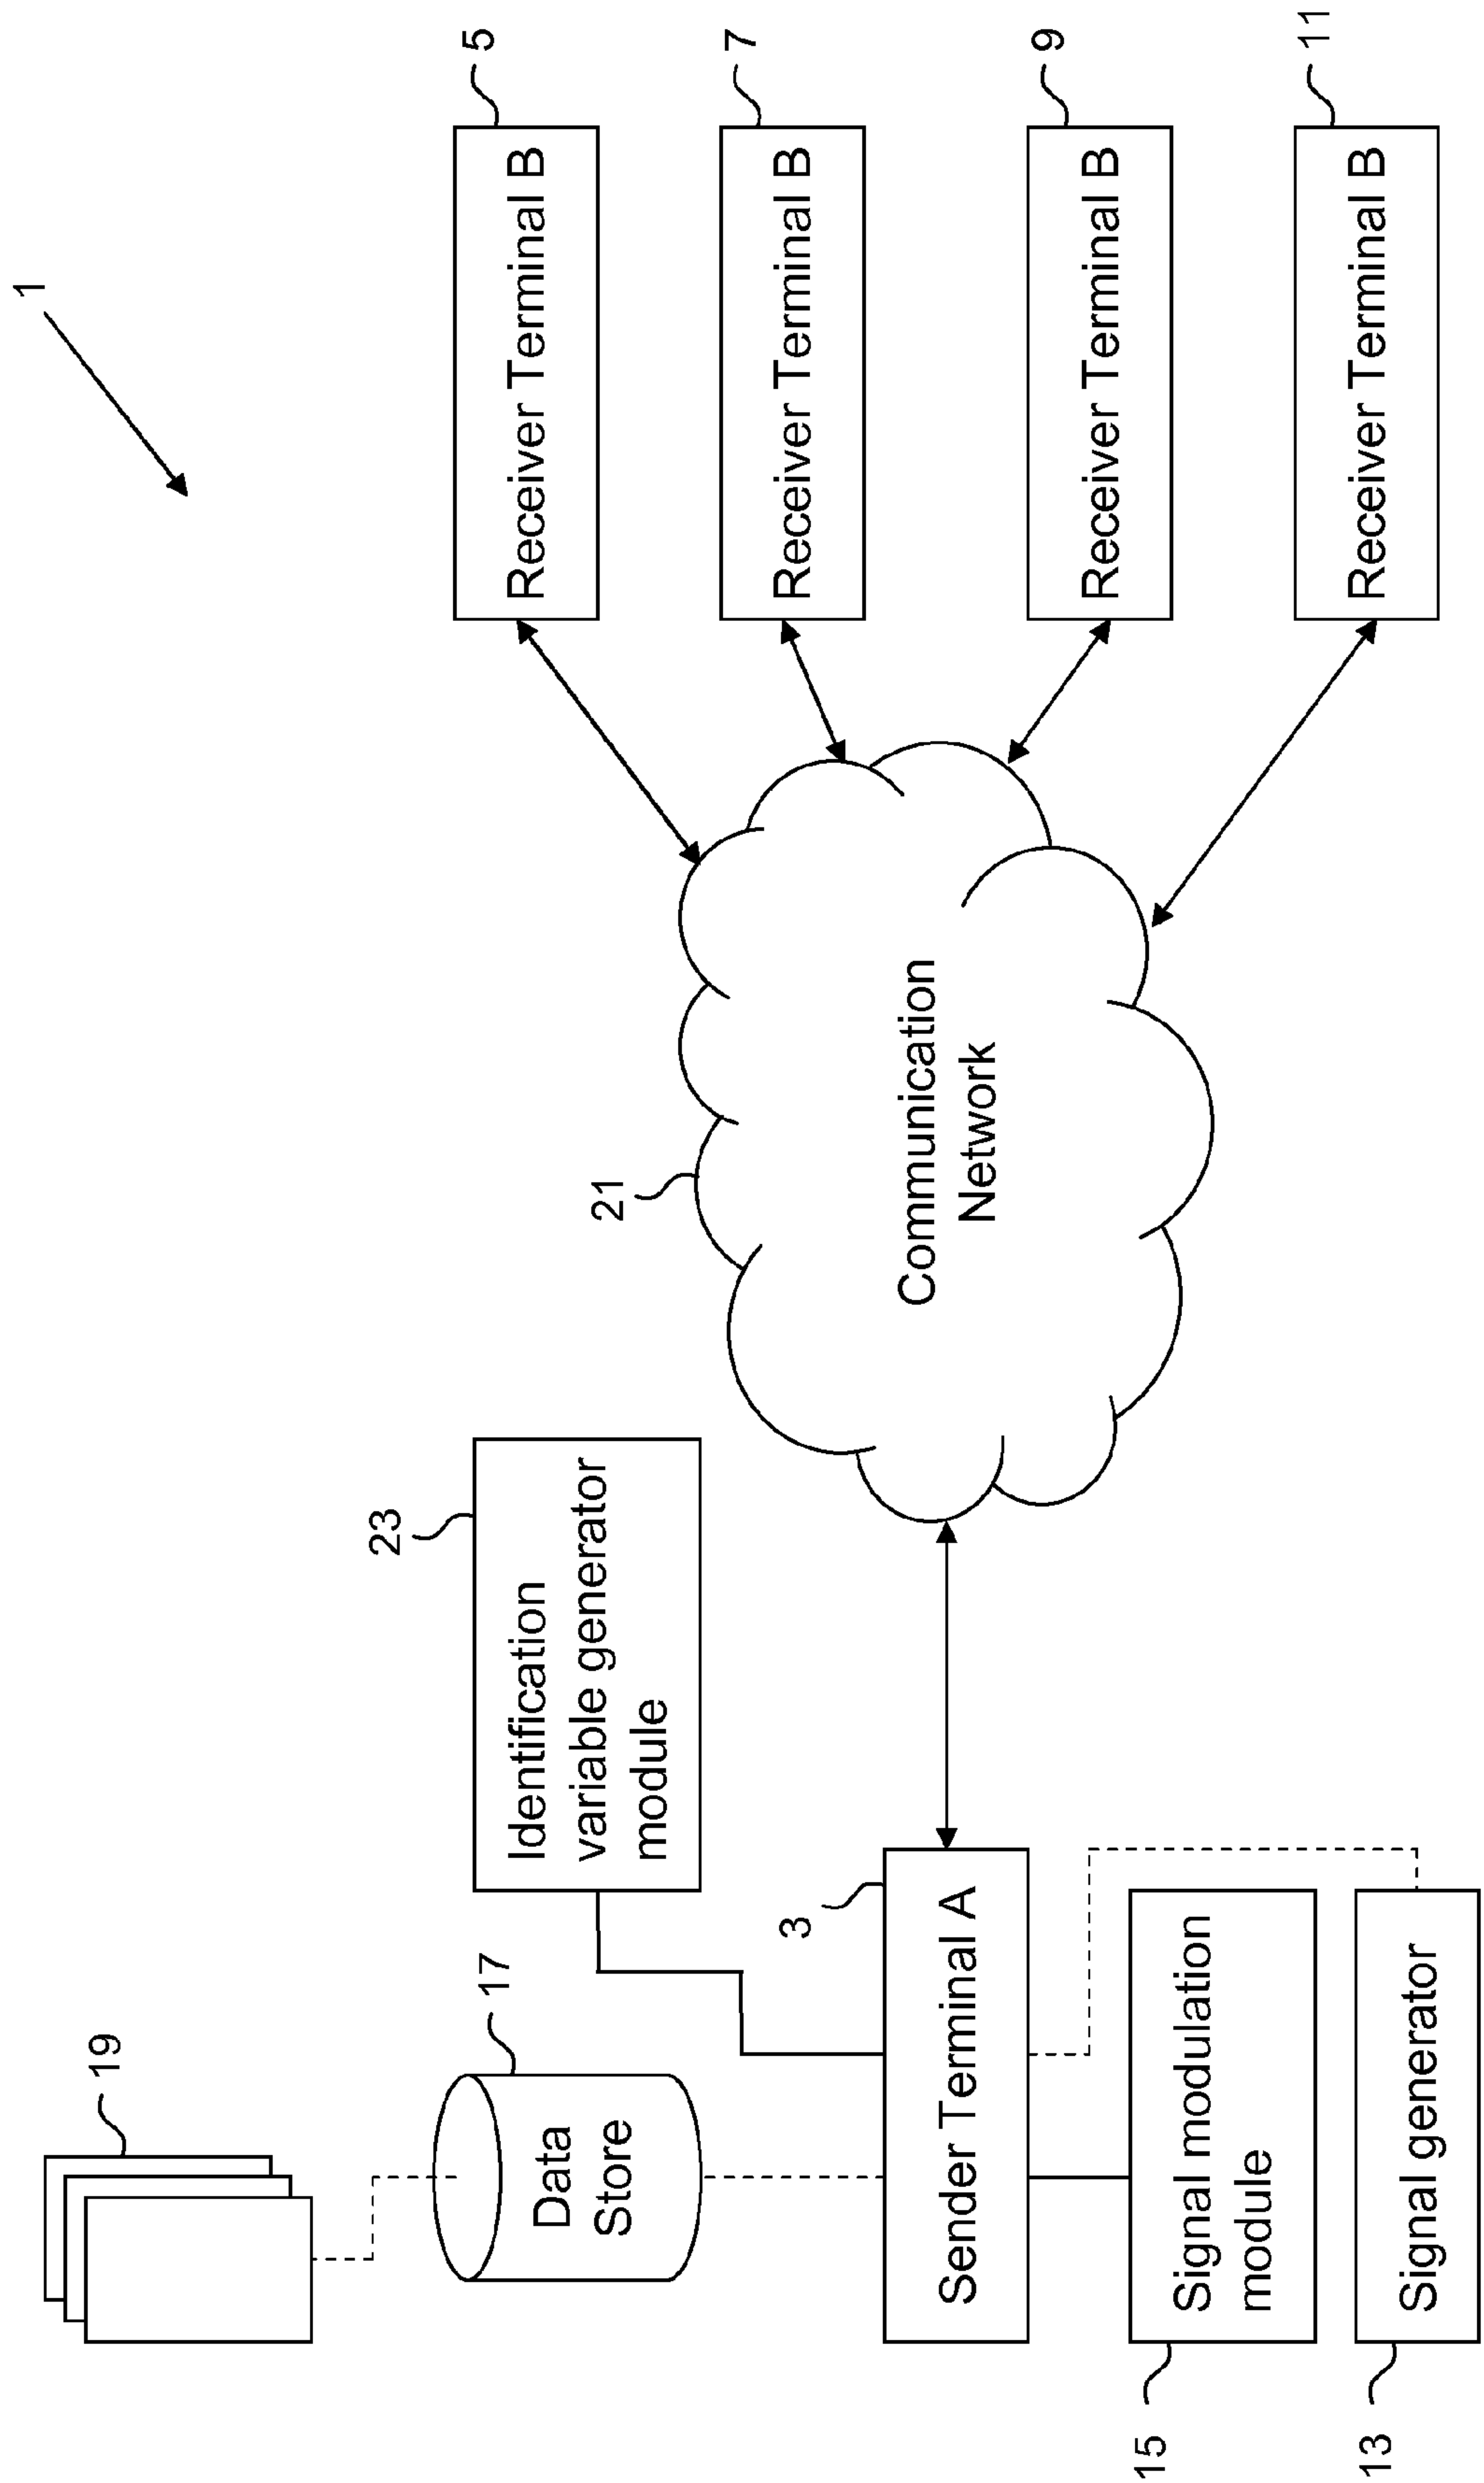 1
19
17
Data
Store
23
Identification
variable generator
module
21
Communication
Network
3
Sender Terminal A
15
Signal modulation
module
13
Signal generator
5
Receiver Terminal B
7
Receiver Terminal B
9
Receiver Terminal B
11
Receiver Terminal B